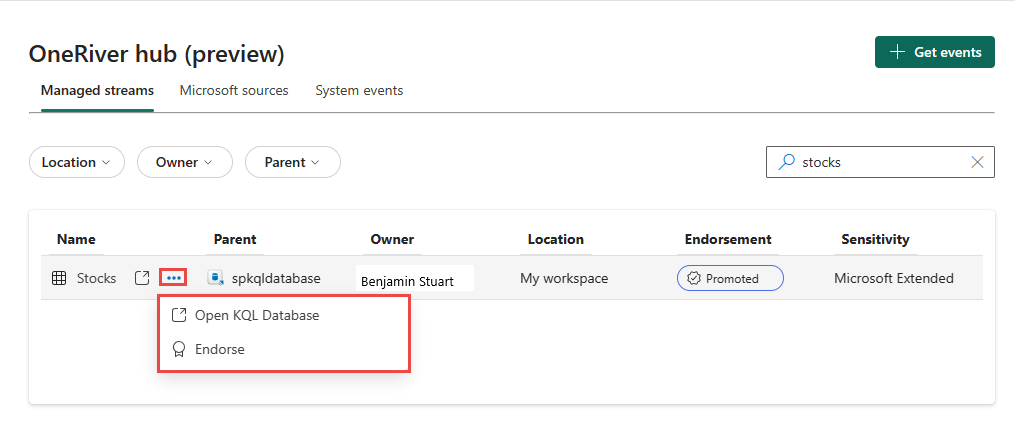 OneRiver hub (preview)
Get events
Managed streams Microsoft sources System events
Location Owner Parent
stocks
Name Parent Owner Location Endorsement Sensitivity
Stocks spkqldatabase Benjamin Stuart My workspace Promoted Microsoft Extended
Open KQL Database
Endorse